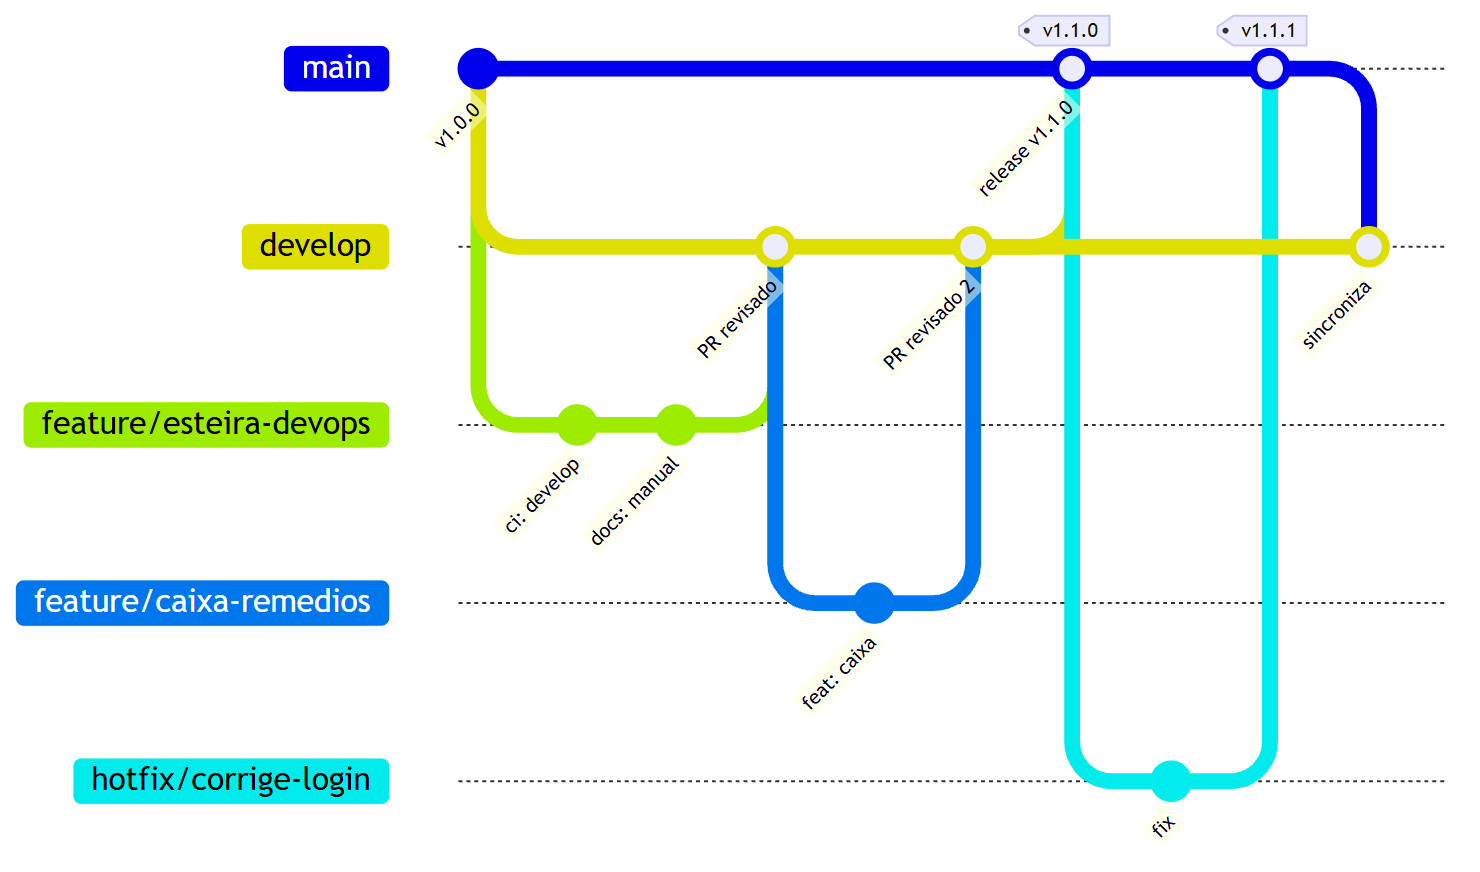 v1.1.0
v1.1.1
main
v1.0.0
release v1.1.0
develop
PR revisado
PR revisado 2
sincroniza
feature/esteira-devops
ci: develop
docs: manual
feature/caixa-remedios
feat: caixa
hotfix/corrige-login
fix